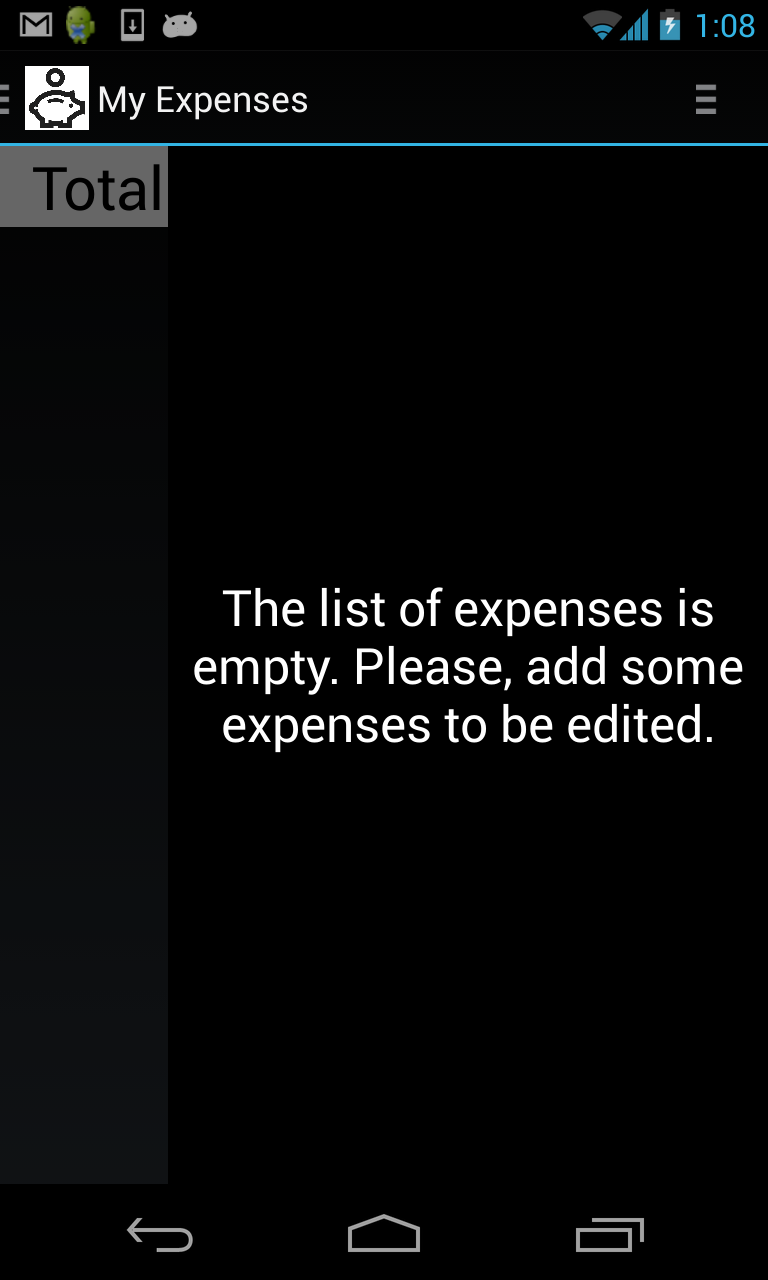 1:08
My Expenses
Total
The list of expenses is
empty. Please, add some
expenses to be edited.